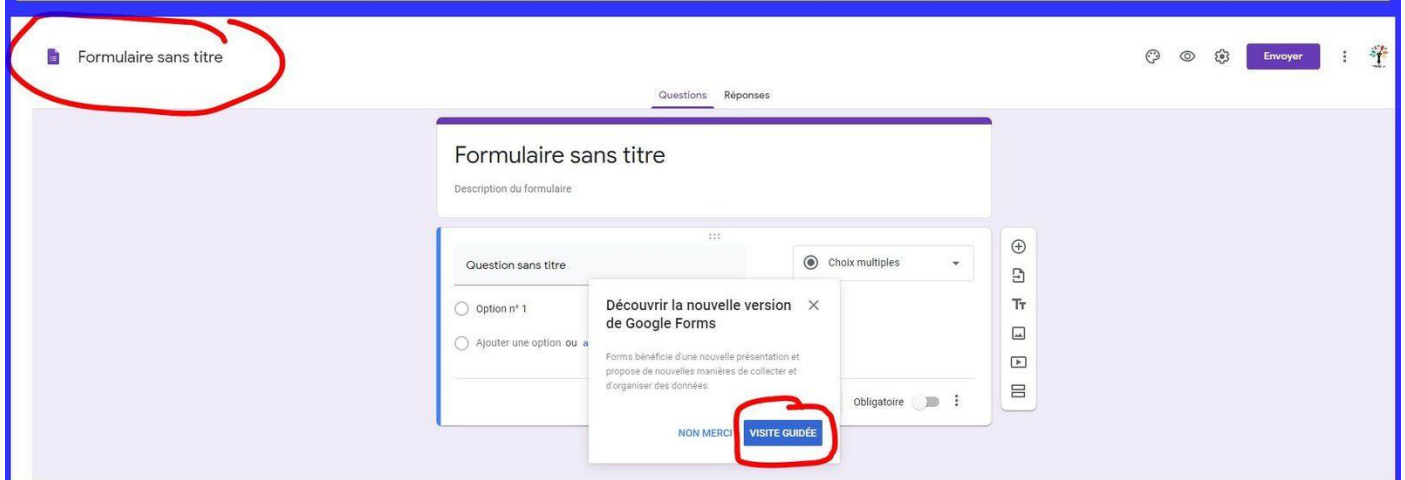 Formulaire sans titre
Envoyer
Questions Réponses
Formulaire sans titre
Description du formulaire
Question sans titre
Choix multiples
Option n° 1
Ajouter une option ou a
Découvrir la nouvelle version
de Google Forms
Forms bénéficie d'une nouvelle présentation et
propose de nouvelles manières de collecter et
d'organiser des données.
Obligatoire
NON MERCI VISITE GUIDÉE